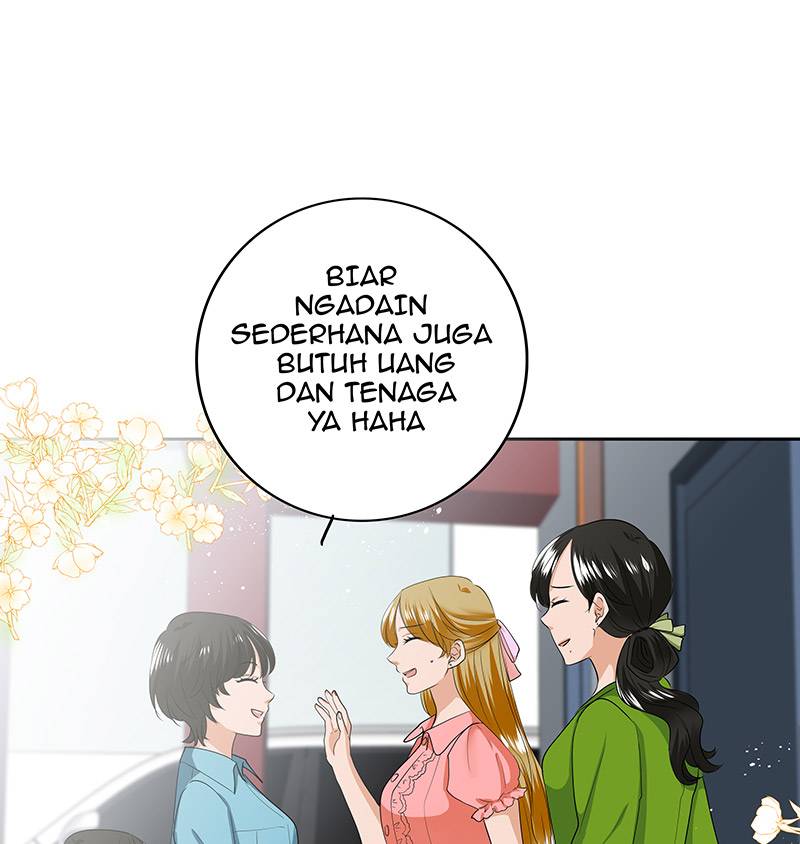 BIAR
NGADAIN
SEDERHANA JUGA
BUTUH UANG
DAN TENAGA
YA HAHA